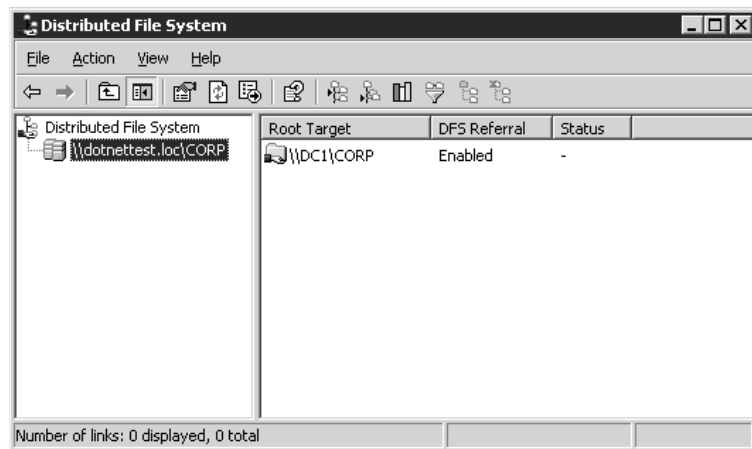 Distributed File System
File Action View Help
Distributed File System
\\dotnettest.loc\CORP
Root Target DFS Referral Status
\\DC1\CORP Enabled -
Number of links: 0 displayed, 0 total